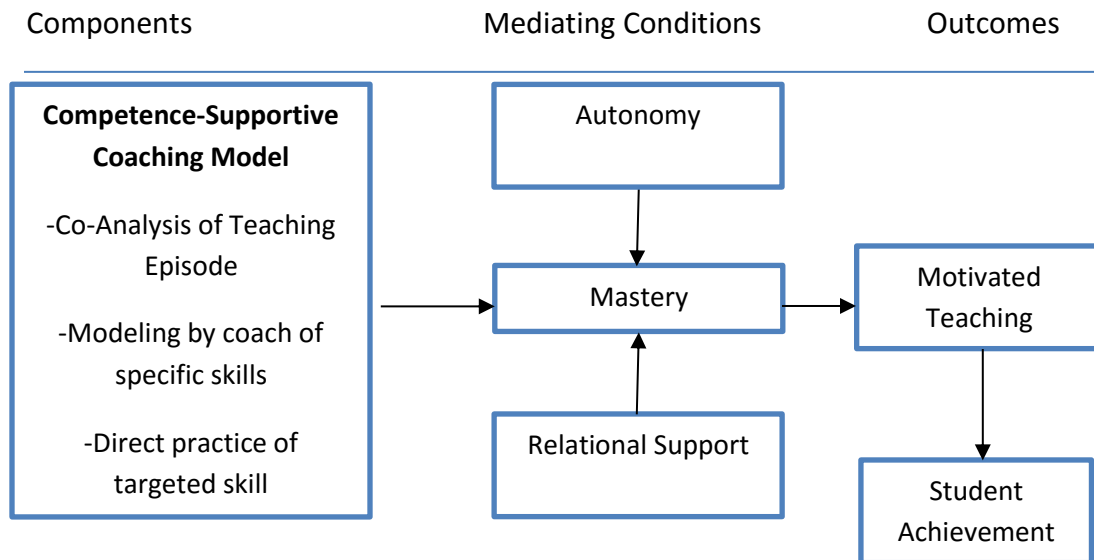 Components
Mediating Conditions
Outcomes
Competence-Supportive
Coaching Model
-Co-Analysis of Teaching
Episode
-Modeling by coach of
specific skills
-Direct practice of
targeted skill
Autonomy
Mastery
Relational Support
Motivated
Teaching
Student
Achievement